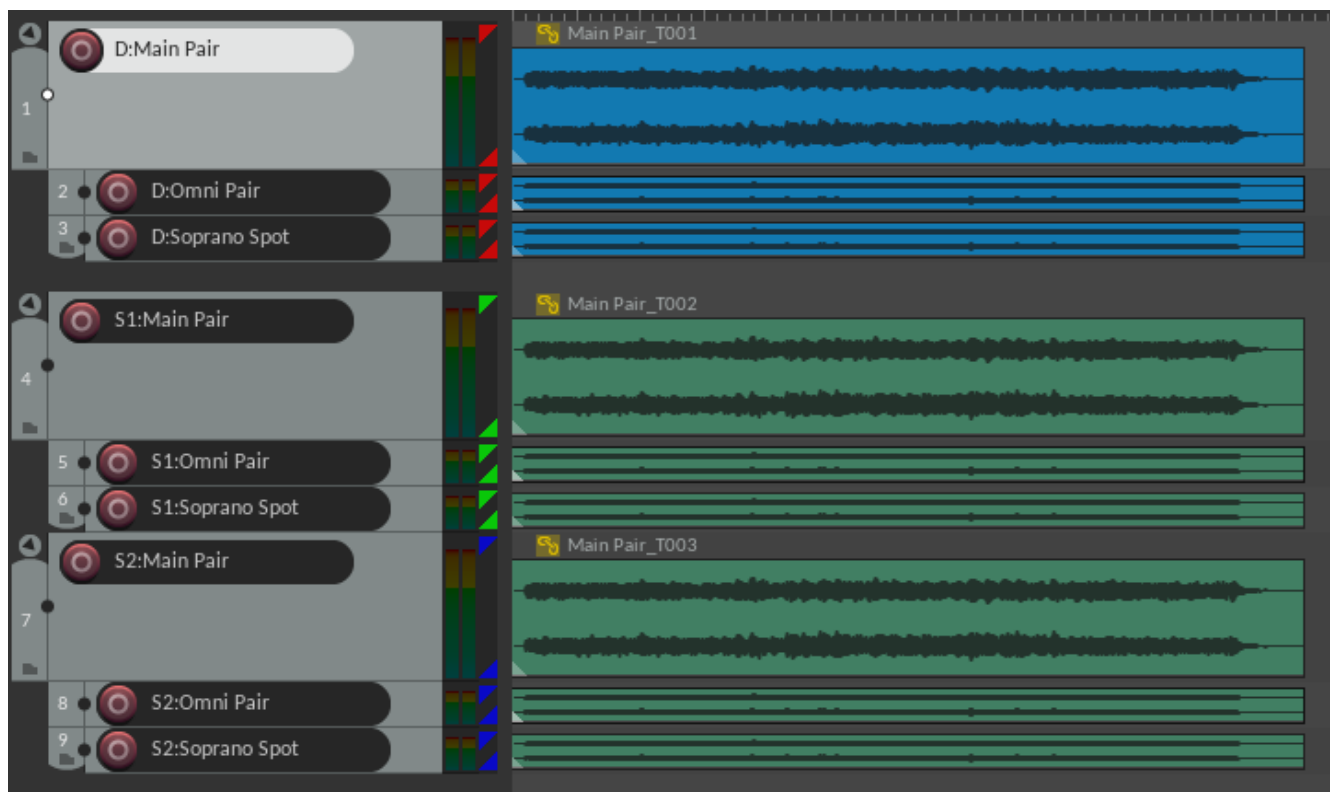 D:Main Pair
Main Pair_T001
1
2 D:Omni Pair
3 D:Soprano Spot
S1:Main Pair
Main Pair_T002
4
5 S1:Omni Pair
6 S1:Soprano Spot
S2:Main Pair
Main Pair_T003
7
8 S2:Omni Pair
9 S2:Soprano Spot